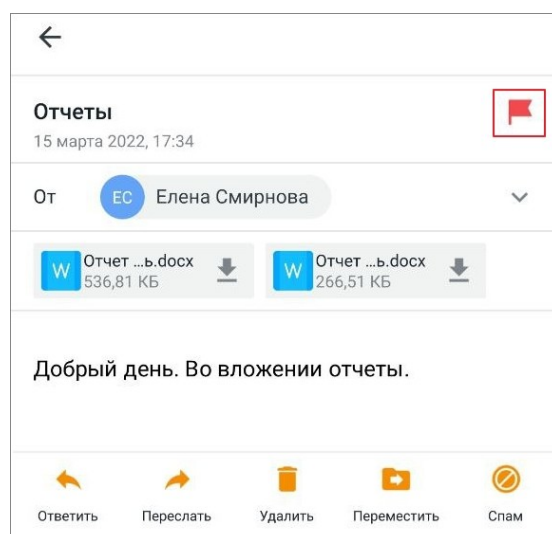 Отчеты
15 марта 2022, 17:34
От ЕС Елена Смирнова
W Отчет ...ь.docx W Отчет ...ь.docx
536,81 КБ 266,51 КБ
Добрый день. Во вложении отчеты.
Ответить Переслать Удалить Переместить Спам